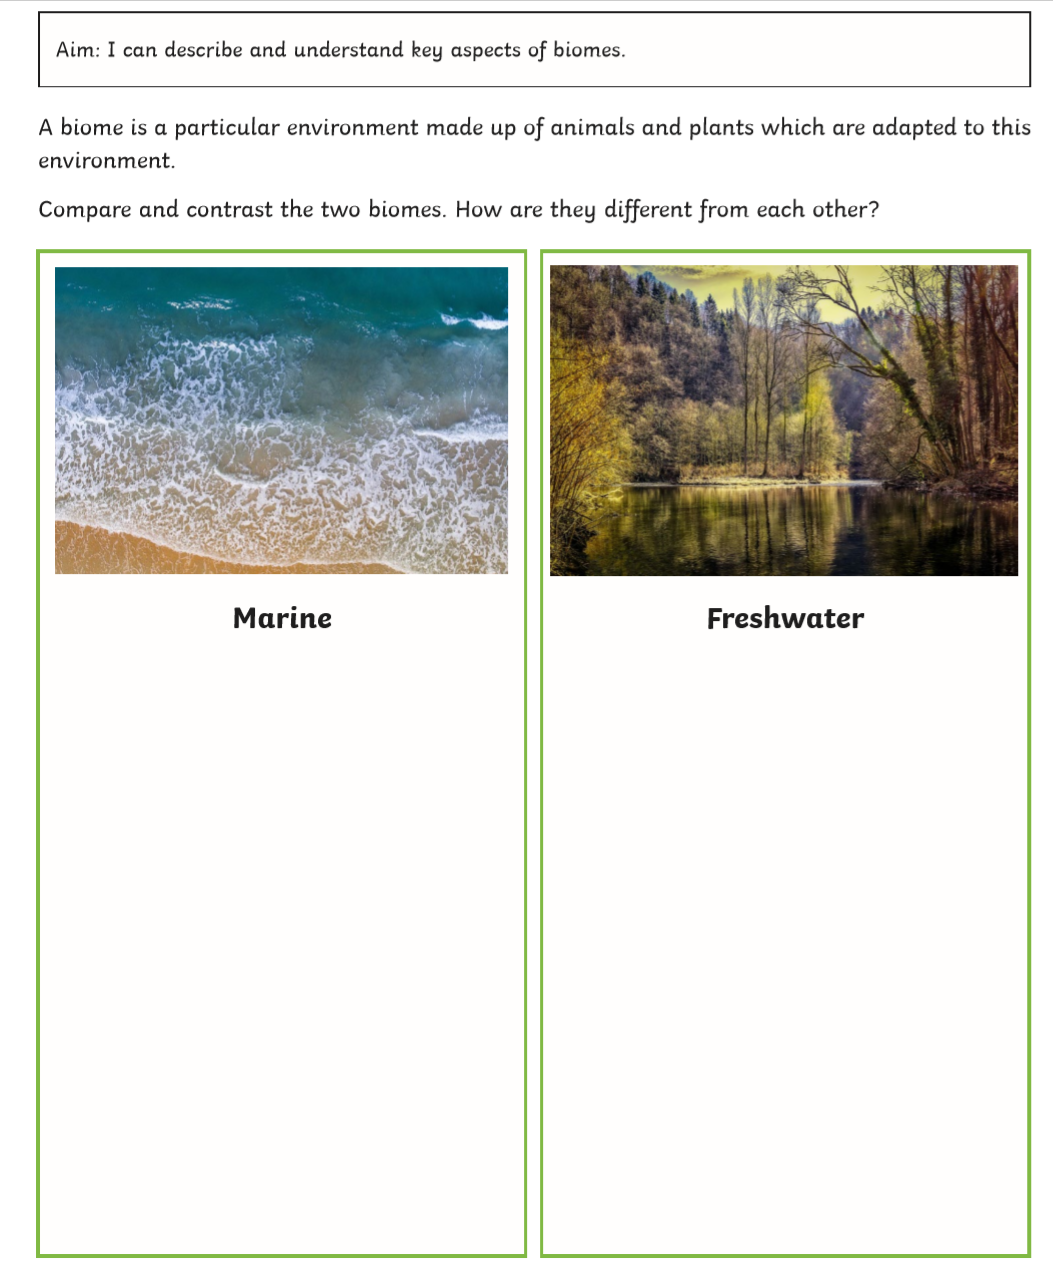 Aim: I can describe and understand key aspects of biomes.
A biome is a particular environment made up of animals and plants which are adapted to this
environment.
Compare and contrast the two biomes. How are they different from each other?
Marine
Freshwater